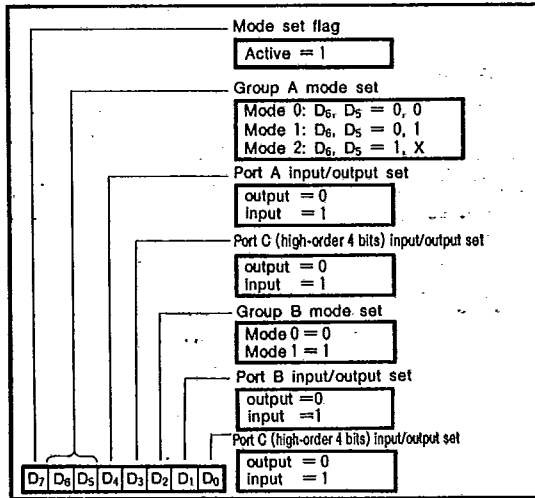 Mode set flag
Active = 1
Group A mode set
Mode 0: D6, D5 = 0, 0
Mode 1: D6, D5 = 0, 1
Mode 2: D6, D5 = 1, X
Port A input/output set
output = 0
input = 1
Port C (high-order 4 bits) input/output set
output = 0
input = 1
Group B mode set
Mode 0 = 0
Mode 1 = 1
Port B input/output set
output =0
input =1
Port C (high-order 4 bits) input/output set
output = 0
input = 1
D7 D6 D5 D4 D3 D2 D1 D0